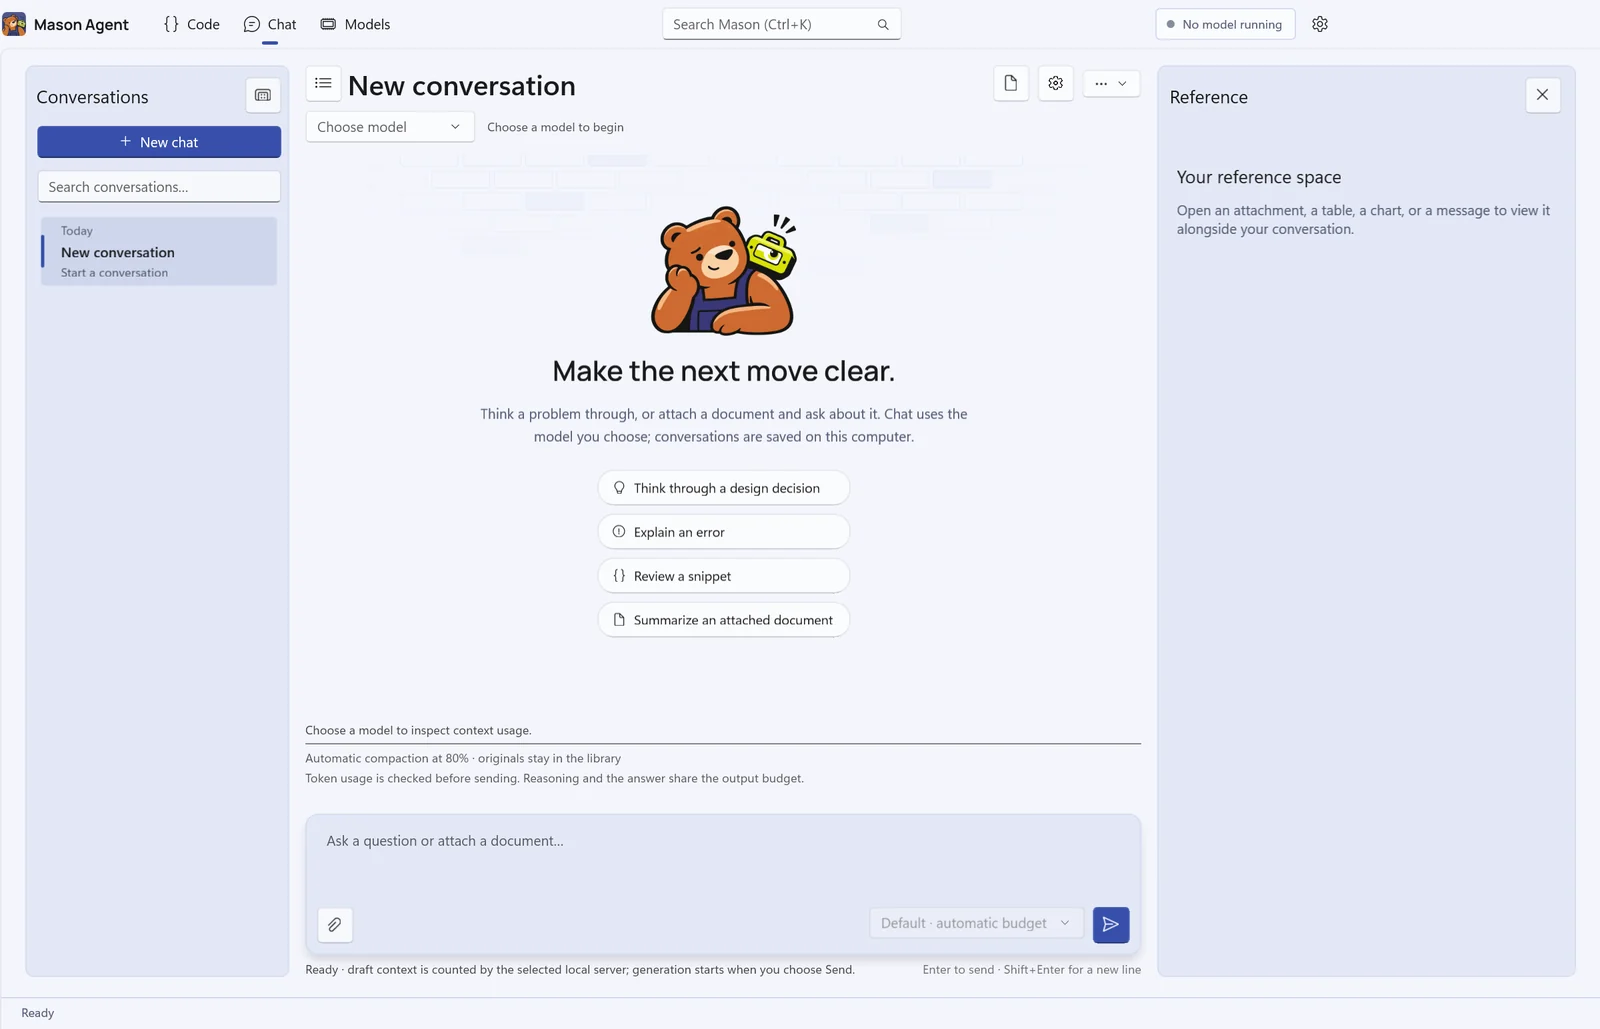 Mason Agent
Code
Chat
Models
Search Mason (Ctrl+K)
No model running
Conversations
New chat
Search conversations...
Today
New conversation
Start a conversation
New conversation
Choose model
Choose a model to begin
Make the next move clear.
Think a problem through, or attach a document and ask about it. Chat uses the
model you choose; conversations are saved on this computer.
Think through a design decision
Explain an error
Review a snippet
Summarize an attached document
Choose a model to inspect context usage.
Automatic compaction at 80% · originals stay in the library
Token usage is checked before sending. Reasoning and the answer share the output budget.
Ask a question or attach a document...
Default · automatic budget
Ready · draft context is counted by the selected local server; generation starts when you choose Send.
Enter to send · Shift+Enter for a new line
Reference
Your reference space
Open an attachment, a table, a chart, or a message to view it
alongside your conversation.
Ready